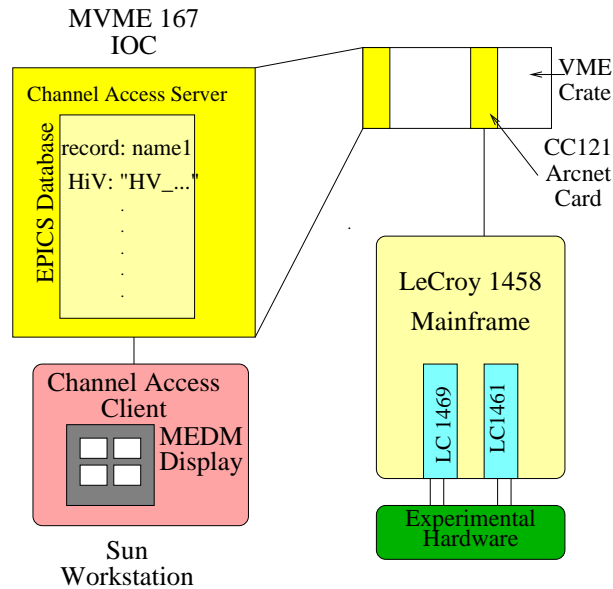 MVME 167
IOC
Channel Access Server
EPICS Database
record: name1
HiV: "HV_..."
.
.
.
.
.
VME
Crate
CC121
Arcnet
Card
LeCroy 1458
Mainframe
LC 1469
LC1461
Experimental
Hardware
Channel Access
Client
MEDM
Display
Sun
Workstation